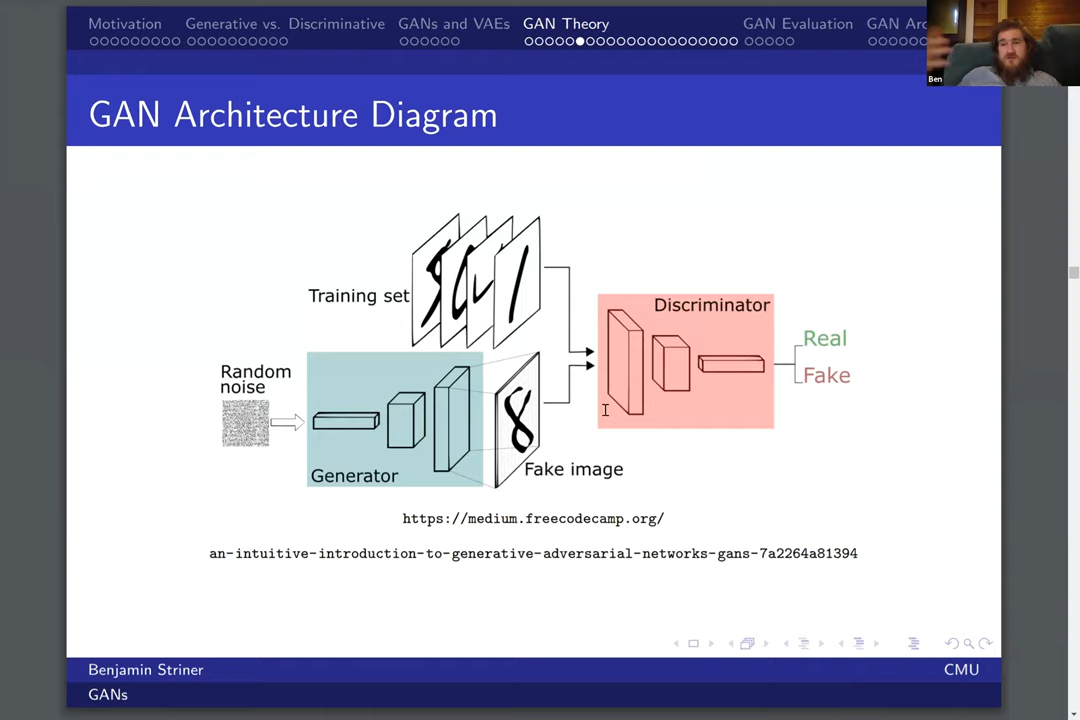 Motivation
Generative vs. Discriminative
GANs and VAEs
GAN Theory
GAN Evaluation
GAN Arc
Ben
GAN Architecture Diagram
Training set
Discriminator
Real
Fake
Random
noise
Generator
Fake image
https://medium.freecodecamp.org/
an-intuitive-introduction-to-generative-adversarial-networks-gans-7a2264a81394
Benjamin Striner
CMU
GANs